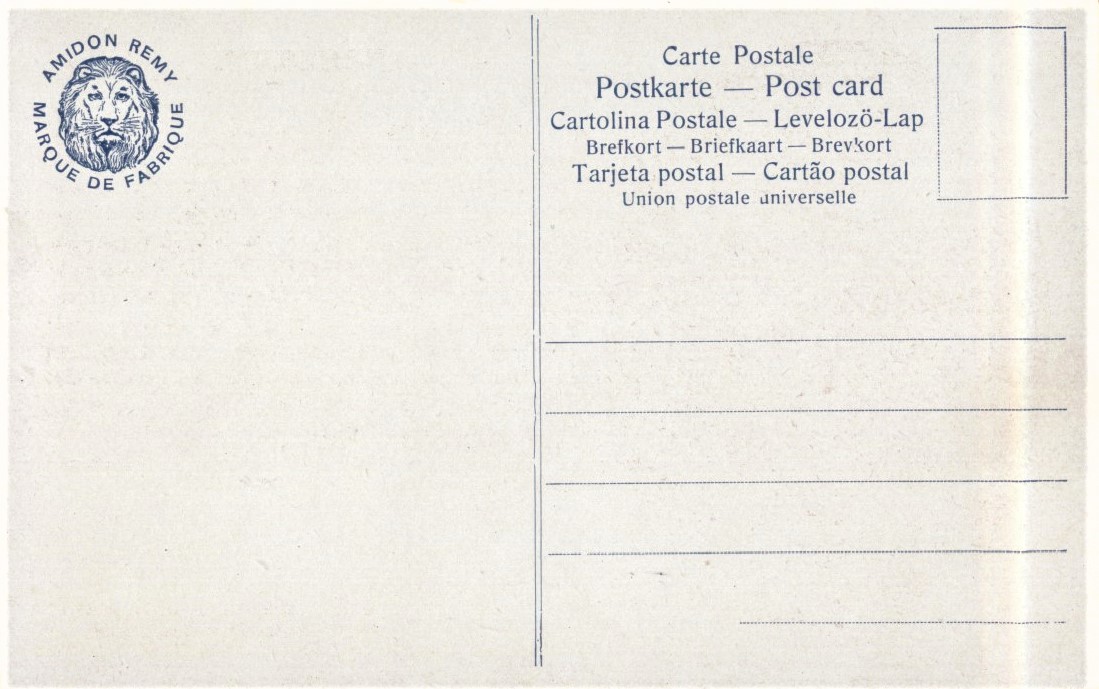 AMIDON REMY
MARQUE DE FABRIQUE
Carte Postale
Postkarte — Post card
Cartolina Postale — Levelozö-Lap
Brefkort — Briefkaart — Brevkort
Tarjeta postal — Cartão postal
Union postale universelle